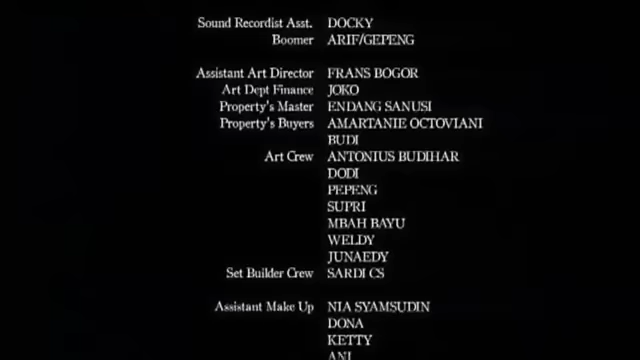 Sound Recordist Asst. DOCKY
Boomer ARIF/GEPENG
Assistant Art Director FRANS BOGOR
Art Dept Finance JOKO
Property's Master ENDANG SANUSI
Property's Buyers AMARTANIE OCTOVIANI
BUDI
Art Crew ANTONIUS BUDIHAR
DODI
PEPENG
SUPRI
MBAH BAYU
WELDY
JUNAEDY
Set Builder Crew SARDI CS
Assistant Make Up NIA SYAMSUDIN
DONA
KETTY
ANI